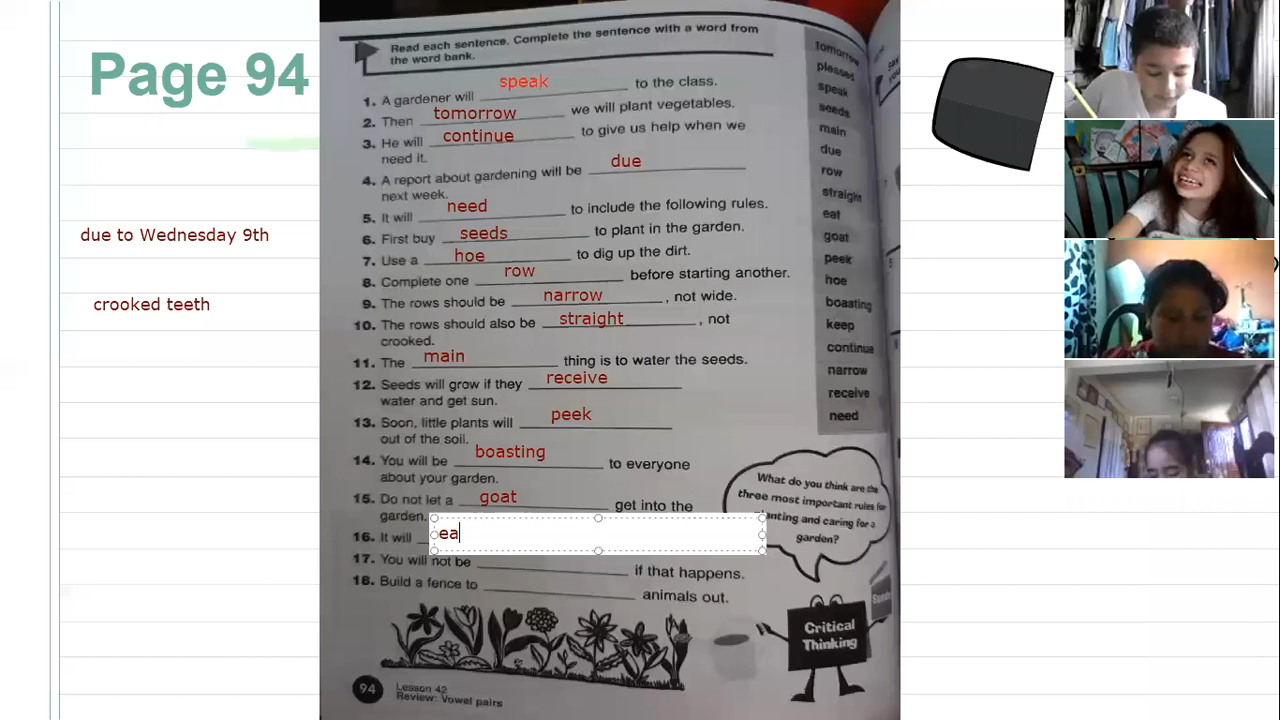 Page 94
due to Wednesday 9th
crooked teeth
Read each sentence. Complete the sentence with a word from
the word bank.
1. A gardener will speak to the class.
2. Then tomorrow we will plant vegetables.
3. He will continue to give us help when we
need it.
4. A report about gardening will be due
next week.
5. It will need to include the following rules.
6. First buy seeds to plant in the garden.
7. Use a hoe to dig up the dirt.
8. Complete one row before starting another.
9. The rows should be narrow, not wide.
10. The rows should also be straight, not
crooked.
11. The main thing is to water the seeds.
12. Seeds will grow if they receive
water and get sun.
13. Soon, little plants will peek
out of the soil.
14. You will be boasting to everyone
about your garden.
15. Do not let a goat get into the
garden.
16. It will ea
17. You will not be if that happens.
18. Build a fence to animals out.
tomorrow
pleased
speak
seeds
main
due
row
straight
eat
goat
peek
hoe
boasting
keep
continue
narrow
receive
need
What do you think are the
three most important rules for
planting and caring for a
garden?
Critical
Thinking
Seeds
94
Lesson 42
Review: Vowel pairs